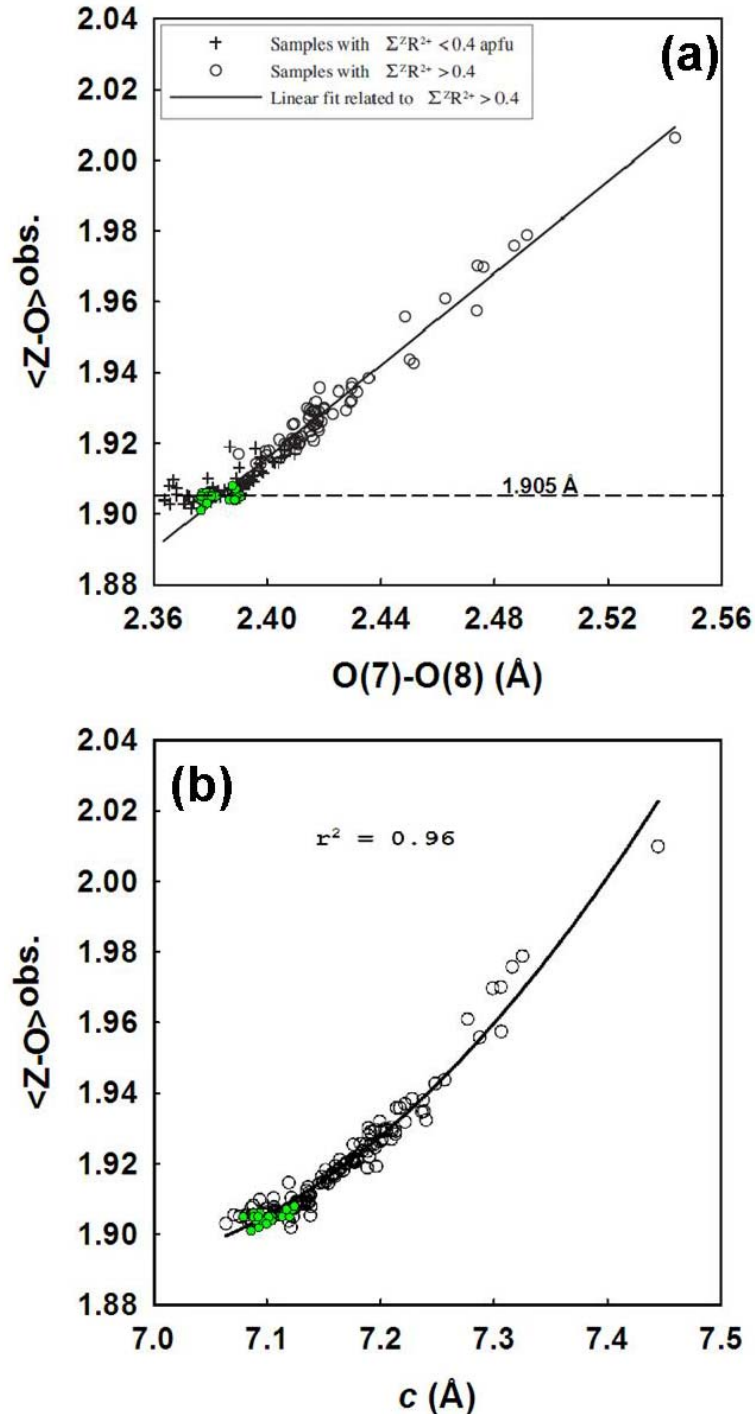 + Samples with Σ^ZR²⁺ <0.4 apfu
○ Samples with Σ^ZR²⁺ >0.4
Linear fit related to Σ^ZR²⁺ >0.4
(a)
2.04
2.02
2.00
1.98
1.96
1.94
1.92
1.90
1.88
<Z-O>obs.
1.905 Å
2.36 2.40 2.44 2.48 2.52 2.56
O(7)-O(8) (Å)
(b)
r² = 0.96
2.04
2.02
2.00
1.98
1.96
1.94
1.92
1.90
1.88
<Z-O>obs.
7.0 7.1 7.2 7.3 7.4 7.5
c (Å)